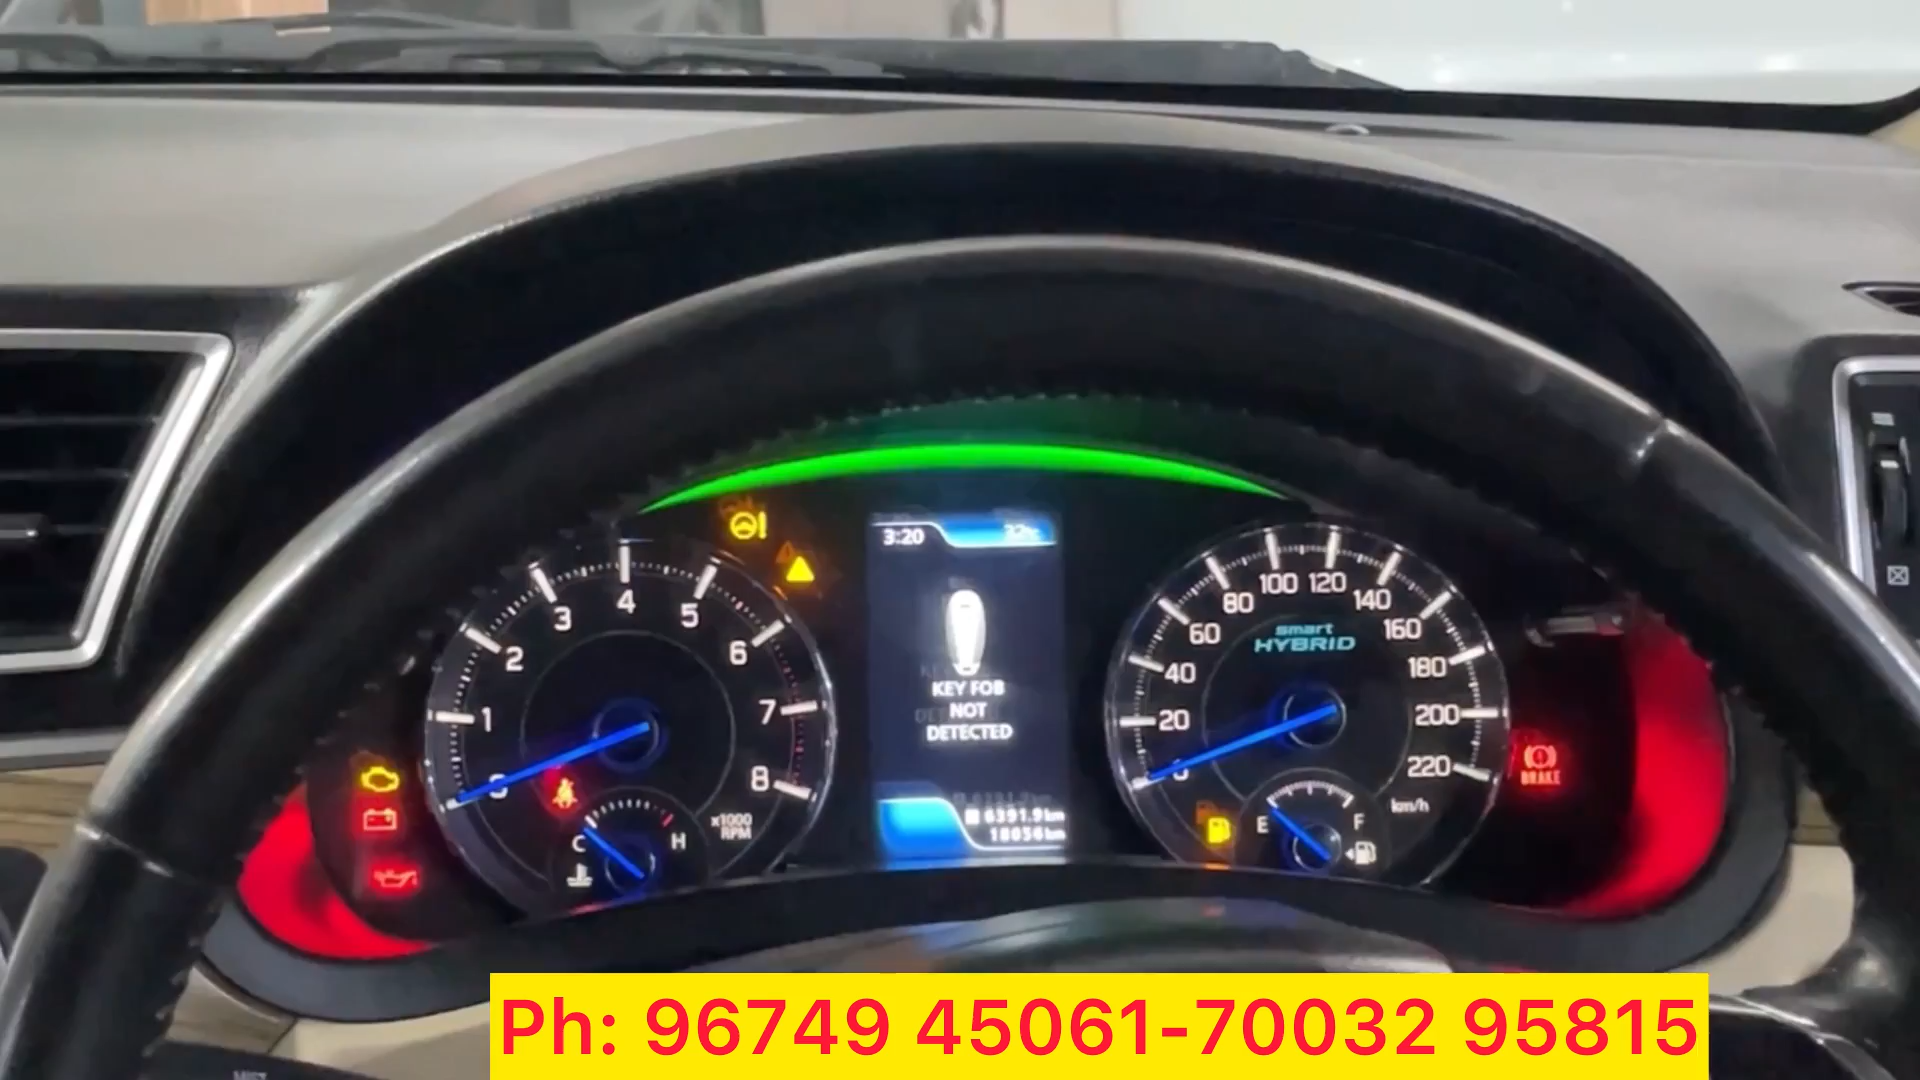 3:20
KEY FOB
NOT
DETECTED
6391.9km
18036km
1
2
3
4
5
6
7
8
x1000
RPM
C
H
20
40
60
80
100
120
140
160
180
200
220
km/h
smart
HYBRID
E
F
BRAKE
Ph: 96749 45061-70032 95815